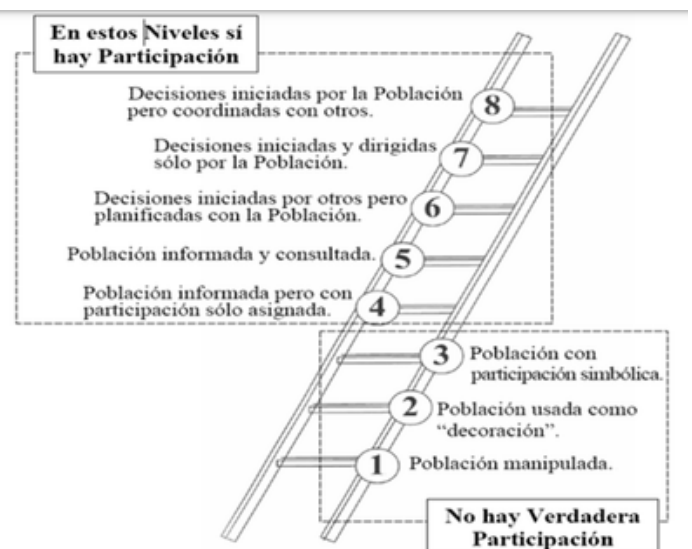 En estos Niveles sí
hay Participación
Decisiones iniciadas por la Población
pero coordinadas con otros.
8
Decisiones iniciadas y dirigidas
sólo por la Población.
7
Decisiones iniciadas por otros pero
planificadas con la Población.
6
Población informada y consultada.
5
Población informada pero con
participación sólo asignada.
4
3
Población con
participación simbólica.
2
Población usada como
“decoración”.
1
Población manipulada.
No hay Verdadera
Participación